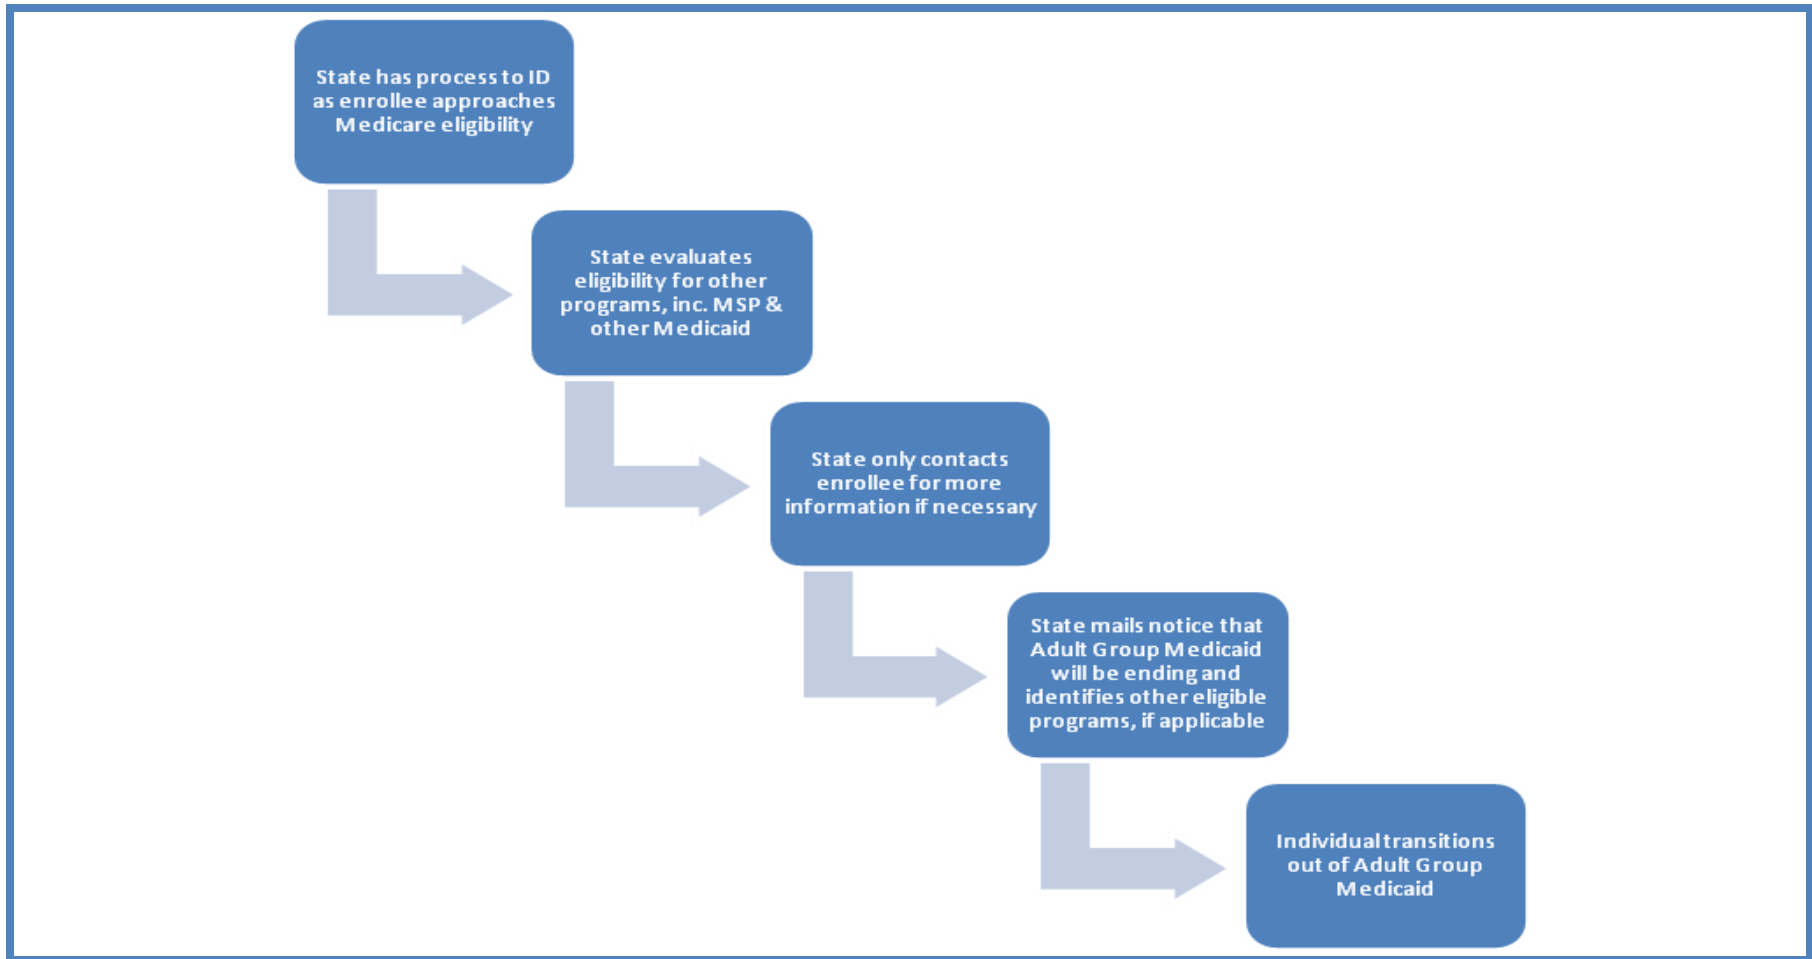 State has process to ID
as enrollee approaches
Medicare eligibility
State evaluates
eligibility for other
programs, inc. MSP &
other Medicaid
State only contacts
enrollee for more
information if necessary
State mails notice that
Adult Group Medicaid
will be ending and
identifies other eligible
programs, if applicable
Individual transitions
out of Adult Group
Medicaid